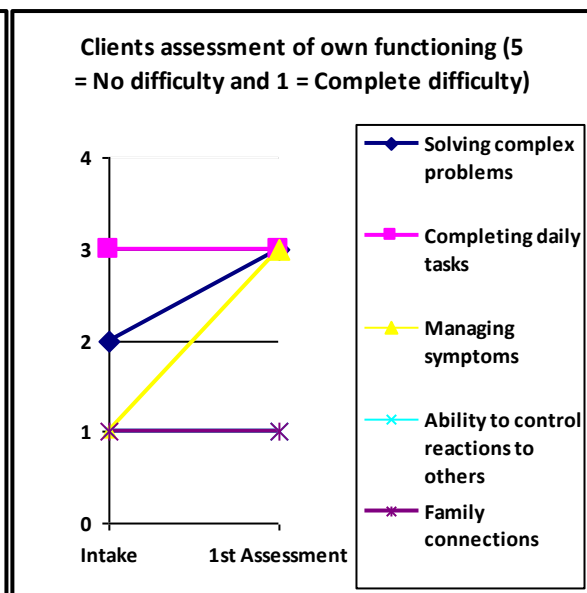 Clients assessment of own functioning (5
= No difficulty and 1 = Complete difficulty)
4
3
2
1
0
Intake
1st Assessment
Solving complex
problems
Completing daily
tasks
Managing
symptoms
Ability to control
reactions to
others
Family
connections